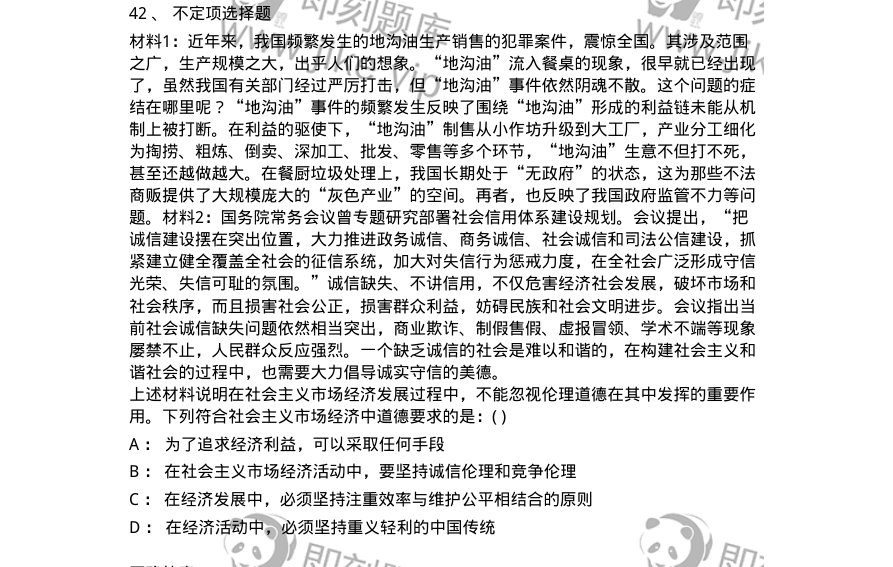 42 、 不定项选择题
材料1：近年来，我国频繁发生的地沟油生产销售的犯罪案件，震惊全国。其涉及范围
之广，生产规模之大，出乎人们的想象。“地沟油”流入餐桌的现象，很早就已经出现
了，虽然我国有关部门经过严厉打击，但“地沟油”事件依然阴魂不散。这个问题的症
结在哪里呢？“地沟油”事件的频繁发生反映了围绕“地沟油”形成的利益链未能从机
制上被打断。在利益的驱使下，“地沟油”制售从小作坊升级到大工厂，产业分工细化
为掏捞、粗炼、倒卖、深加工、批发、零售等多个环节，“地沟油”生意不但打不死，
甚至还越做越大。在餐厨垃圾处理上，我国长期处于“无政府”的状态，这为那些不法
商贩提供了大规模庞大的“灰色产业”的空间。再者，也反映了我国政府监管不力等问
题。材料2：国务院常务会议曾专题研究部署社会信用体系建设规划。会议提出，“把
诚信建设摆在突出位置，大力推进政务诚信、商务诚信、社会诚信和司法公信建设，抓
紧建立健全覆盖全社会的征信系统，加大对失信行为惩戒力度，在全社会广泛形成守信
光荣、失信可耻的氛围。”诚信缺失、不讲信用，不仅危害经济社会发展，破坏市场和
社会秩序，而且损害社会公正，损害群众利益，妨碍民族和社会文明进步。会议指出当
前社会诚信缺失问题依然相当突出，商业欺诈、制假售假、虚报冒领、学术不端等现象
屡禁不止，人民群众反应强烈。一个缺乏诚信的社会是难以和谐的，在构建社会主义和
谐社会的过程中，也需要大力倡导诚实守信的美德。
上述材料说明在社会主义市场经济发展过程中，不能忽视伦理道德在其中发挥的重要作
用。下列符合社会主义市场经济中道德要求的是：( )
A ： 为了追求经济利益，可以采取任何手段
B ： 在社会主义市场经济活动中，要坚持诚信伦理和竞争伦理
C ： 在经济发展中，必须坚持注重效率与维护公平相结合的原则
D ： 在经济活动中，必须坚持重义轻利的中国传统
即刻题库